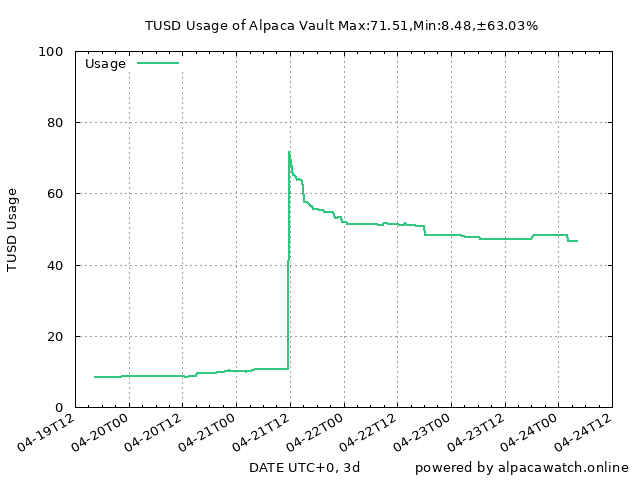 TUSD Usage of Alpaca Vault Max:71.51,Min:8.48,±63.03%
Usage
TUSD Usage
100
80
60
40
20
0
04-19T12
04-20T00
04-20T12
04-21T00
04-21T12
04-22T00
04-22T12
04-23T00
04-23T12
04-24T00
04-24T12
DATE UTC+0, 3d
powered by alpacawatch.online